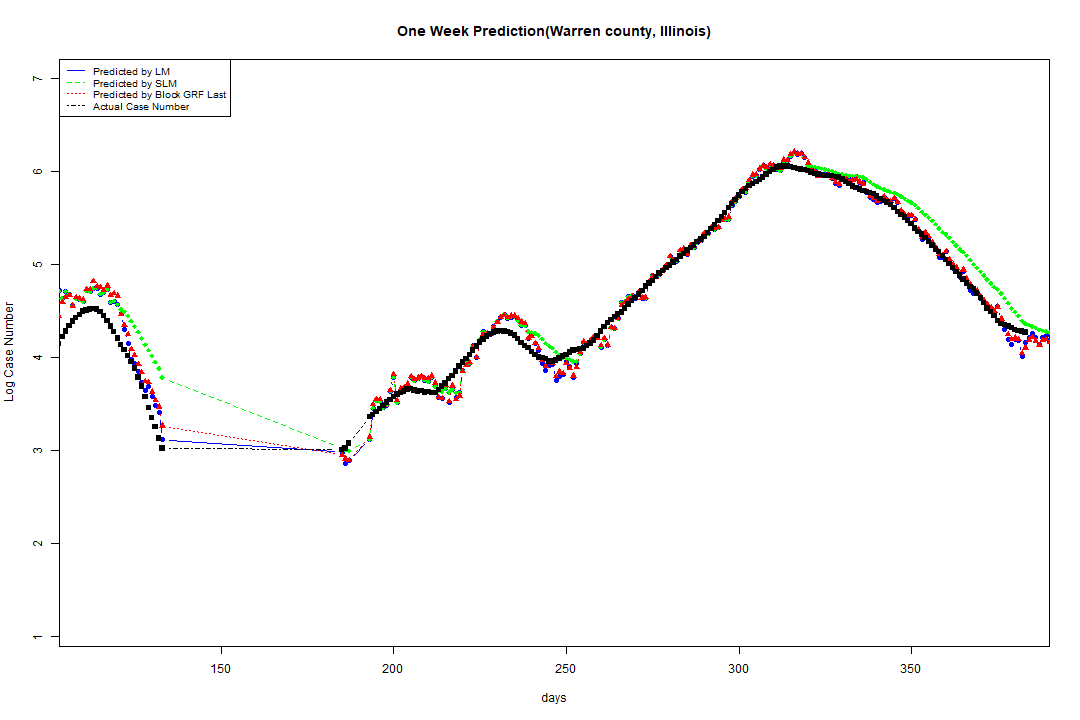 One Week Prediction(Warren county, Illinois)
Predicted by LM
Predicted by SLM
Predicted by Block GRF Last
Actual Case Number
7
6
5
4
3
2
1
Log Case Number
150 200 250 300 350
days